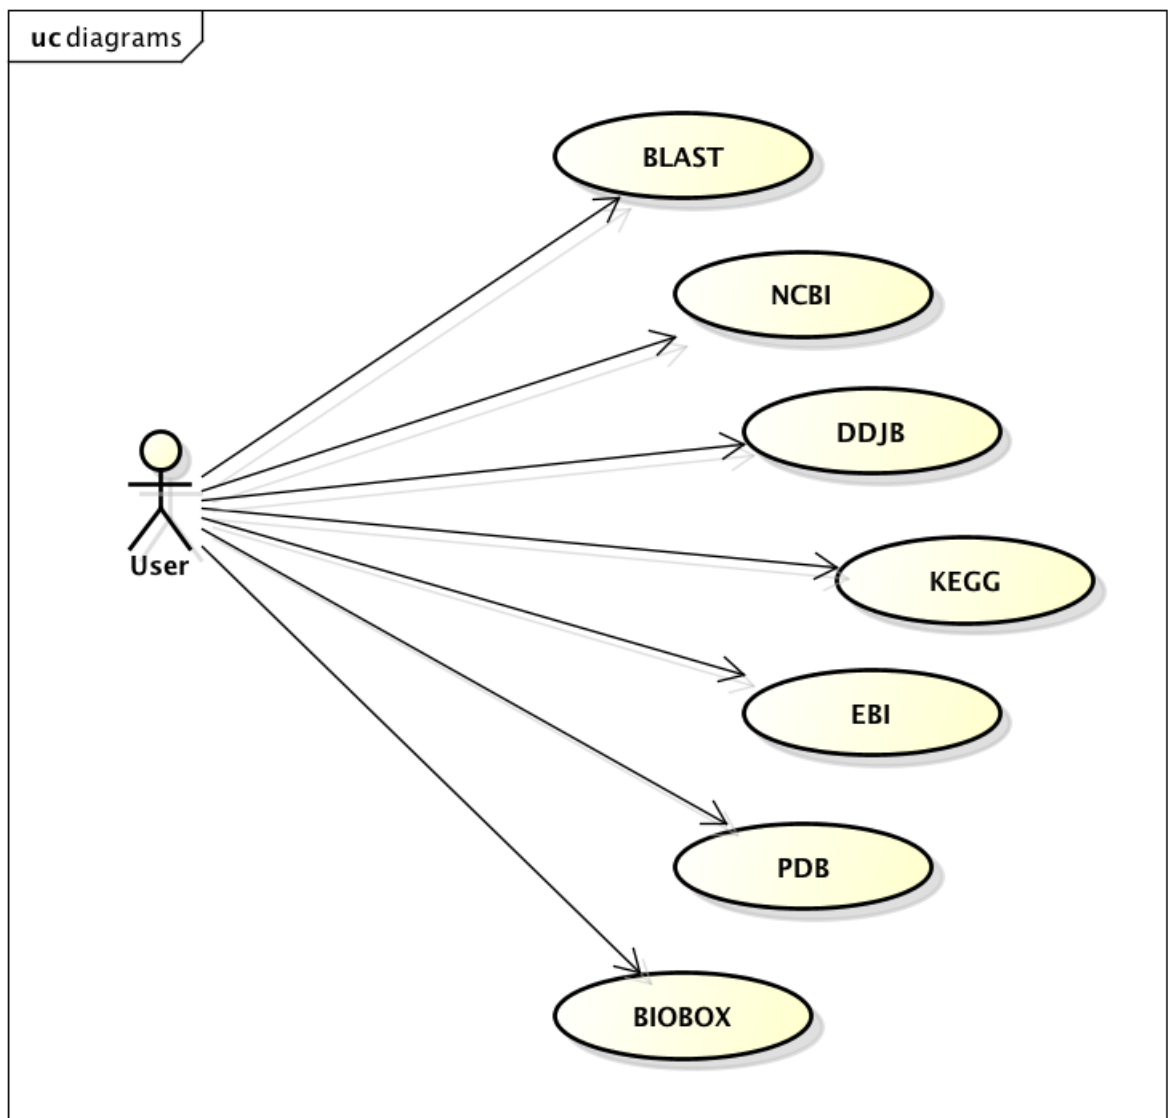 uc diagrams
BLAST
NCBI
DDJB
KEGG
User
EBI
PDB
BIOBOX